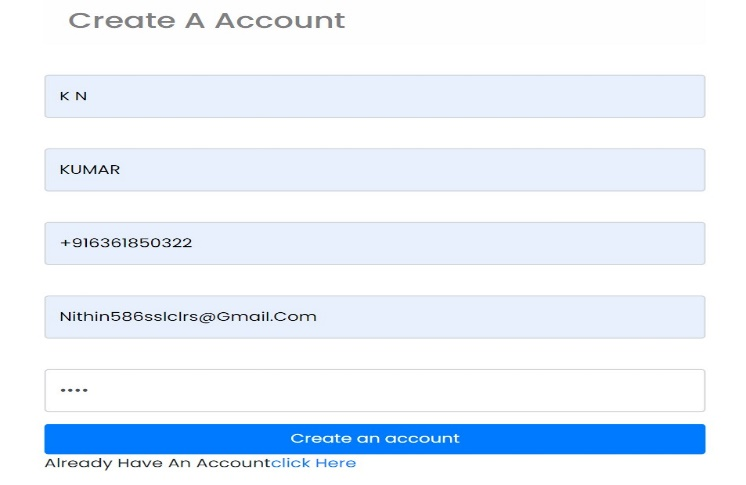 Create A Account
K N
KUMAR
+916361850322
Nithin586sslclrs@Gmail.Com
••••
Create an account
Already Have An Accountclick Here